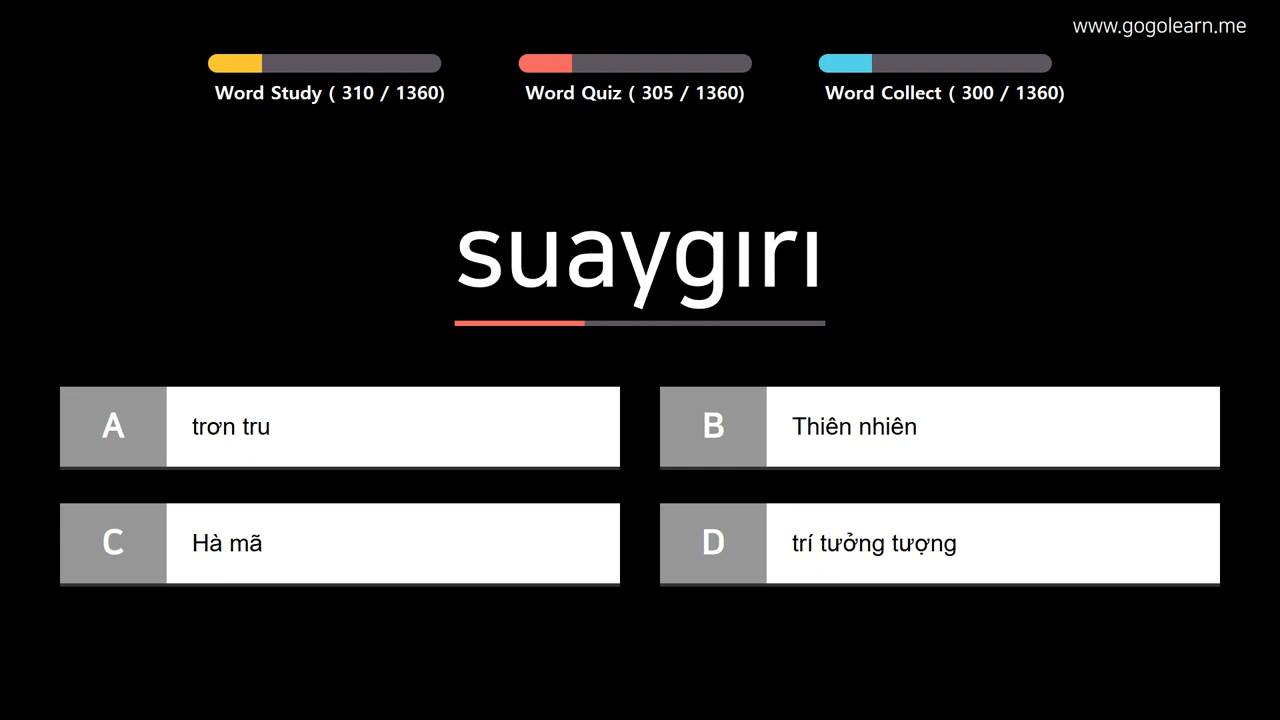 www.gogolearn.me
Word Study ( 310 / 1360)
Word Quiz ( 305 / 1360)
Word Collect ( 300 / 1360)
suaygırı
A
trơn tru
B
Thiên nhiên
C
Hà mã
D
trí tưởng tượng